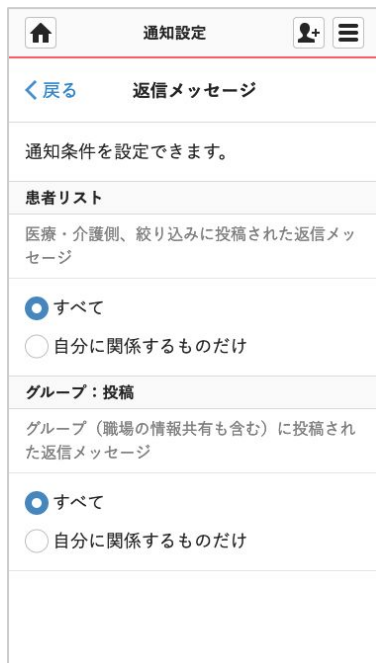 通知設定
戻る
返信メッセージ
通知条件を設定できます。
患者リスト
医療・介護側、絞り込みに投稿された返信メッ
セージ
すべて
自分に関係するものだけ
グループ：投稿
グループ（職場の情報共有も含む）に投稿され
た返信メッセージ
すべて
自分に関係するものだけ